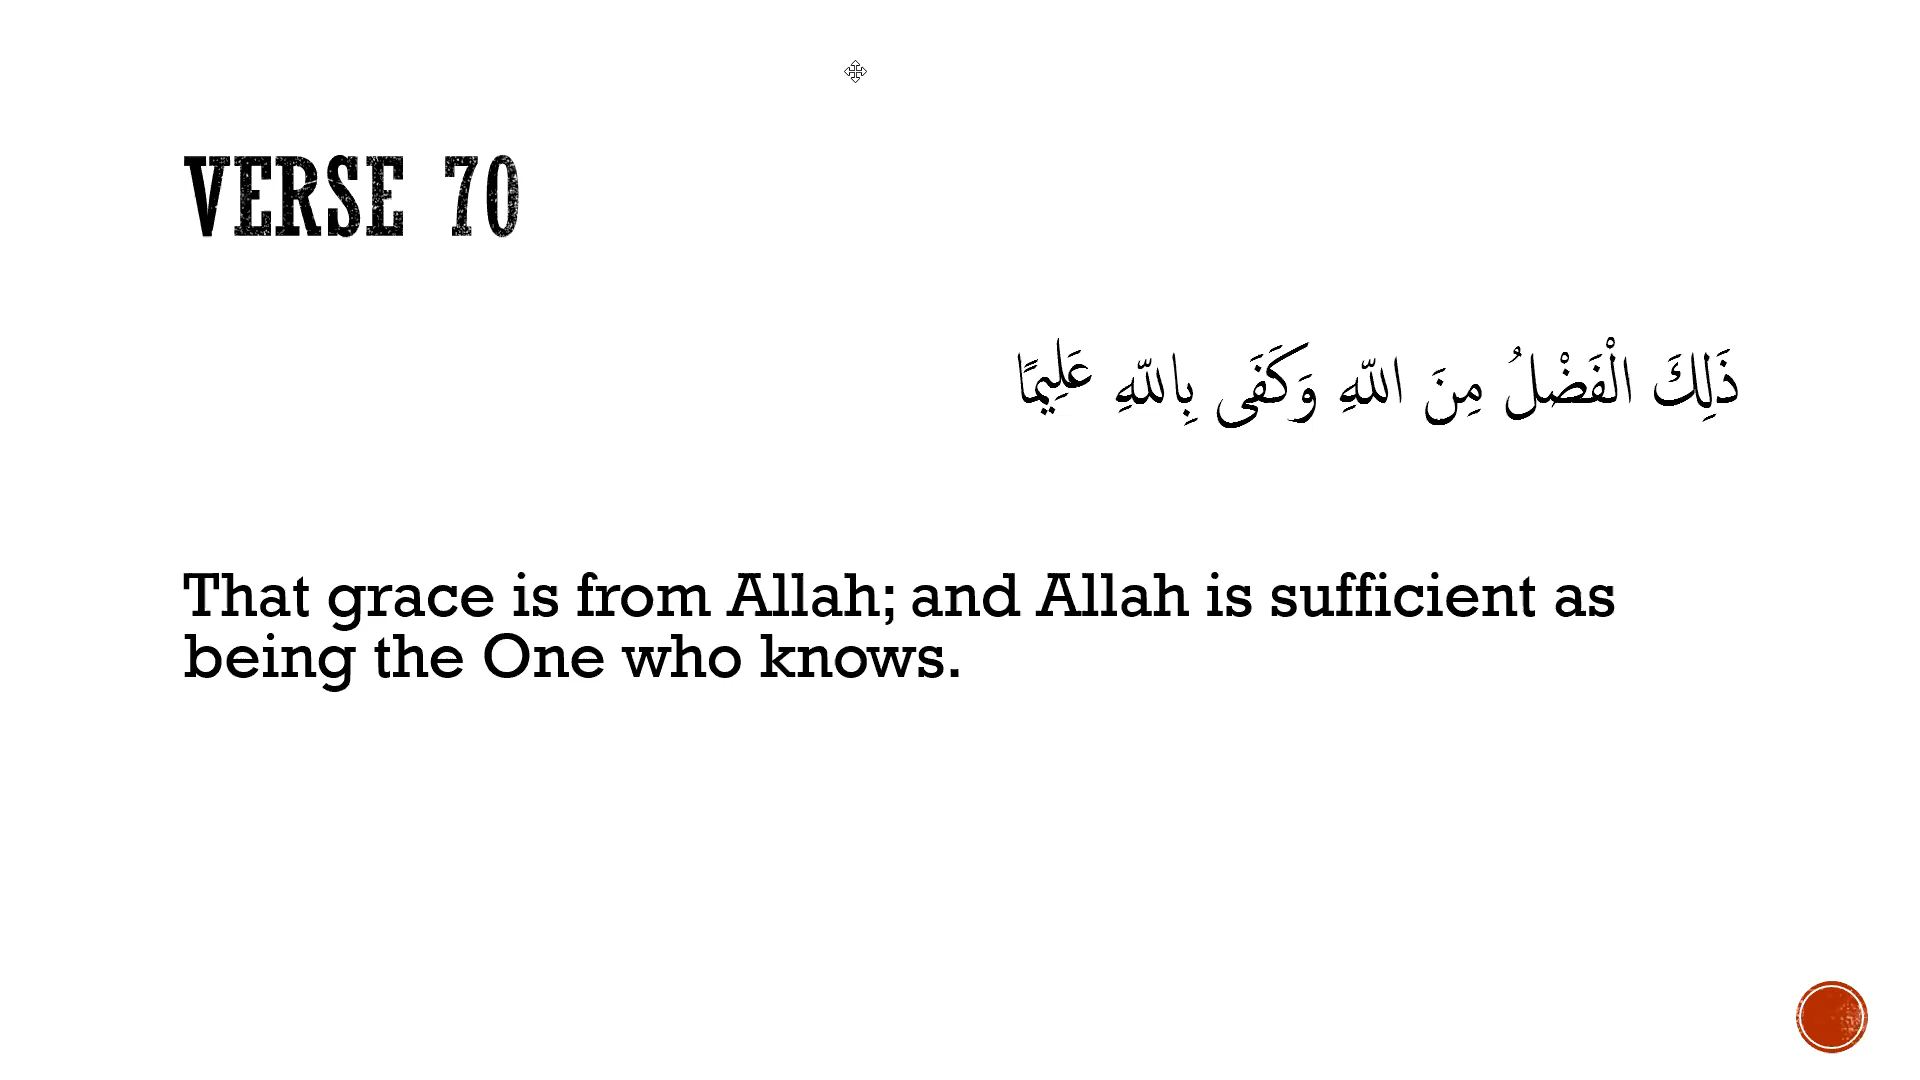 VERSE 70
ذَلِكَ الْفَضْلُ مِنَ اللّهِ وَكَفَى بِاللّهِ عَلِيمًا
That grace is from Allah; and Allah is sufficient as
being the One who knows.